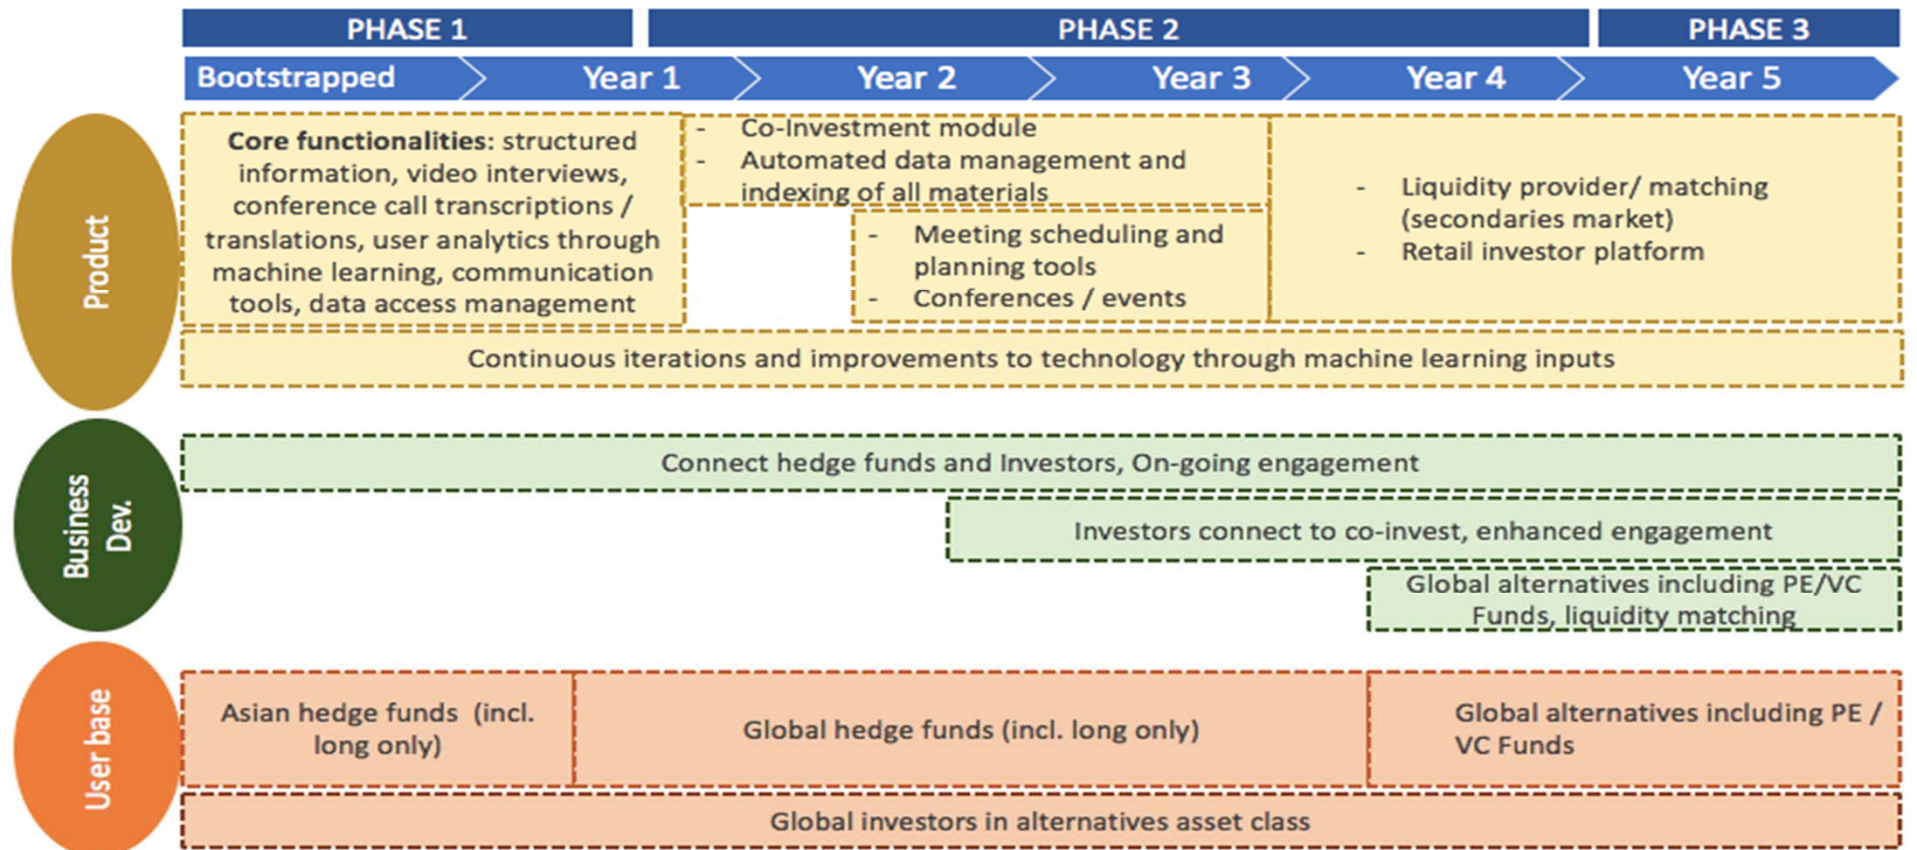 PHASE 1
PHASE 2
PHASE 3
Bootstrapped
Year 1
Year 2
Year 3
Year 4
Year 5
Product
Core functionalities: structured
information, video interviews,
conference call transcriptions /
translations, user analytics through
machine learning, communication
tools, data access management
- Co-Investment module
- Automated data management and
indexing of all materials
- Meeting scheduling and
planning tools
- Conferences / events
- Liquidity provider/ matching
(secondaries market)
- Retail investor platform
Continuous iterations and improvements to technology through machine learning inputs
Business
Dev.
Connect hedge funds and Investors, On-going engagement
Investors connect to co-invest, enhanced engagement
Global alternatives including PE/VC
Funds, liquidity matching
User base
Asian hedge funds (incl.
long only)
Global hedge funds (incl. long only)
Global alternatives including PE /
VC Funds
Global investors in alternatives asset class